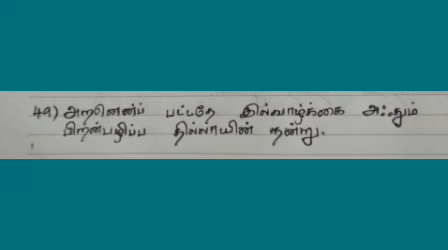 49) அறனெனப் பட்டதே இல்வாழ்க்கை அஃதும்
பிறன்பழிப்ப தில்லாயின் நன்று.